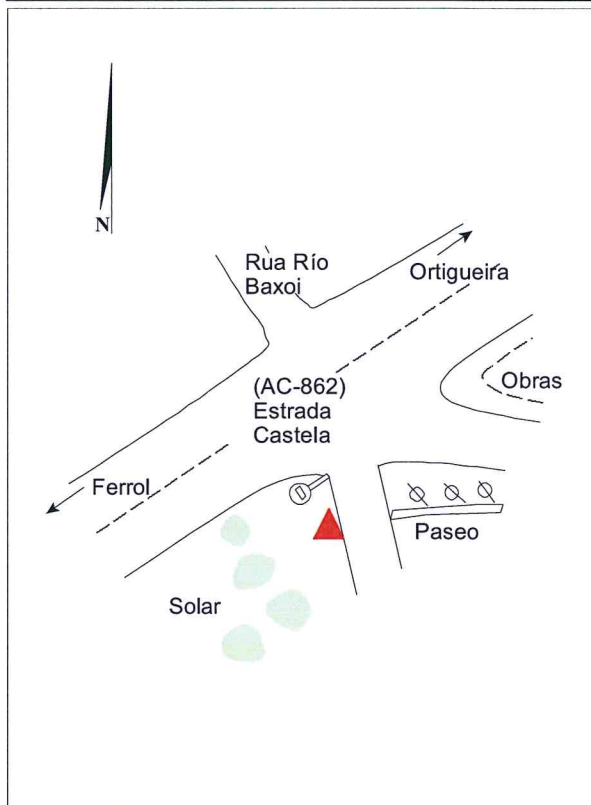 N
Rua Río
Baxoi
Ortigueira
Obras
(AC-862)
Estrada
Castela
Ferrol
Paseo
Solar